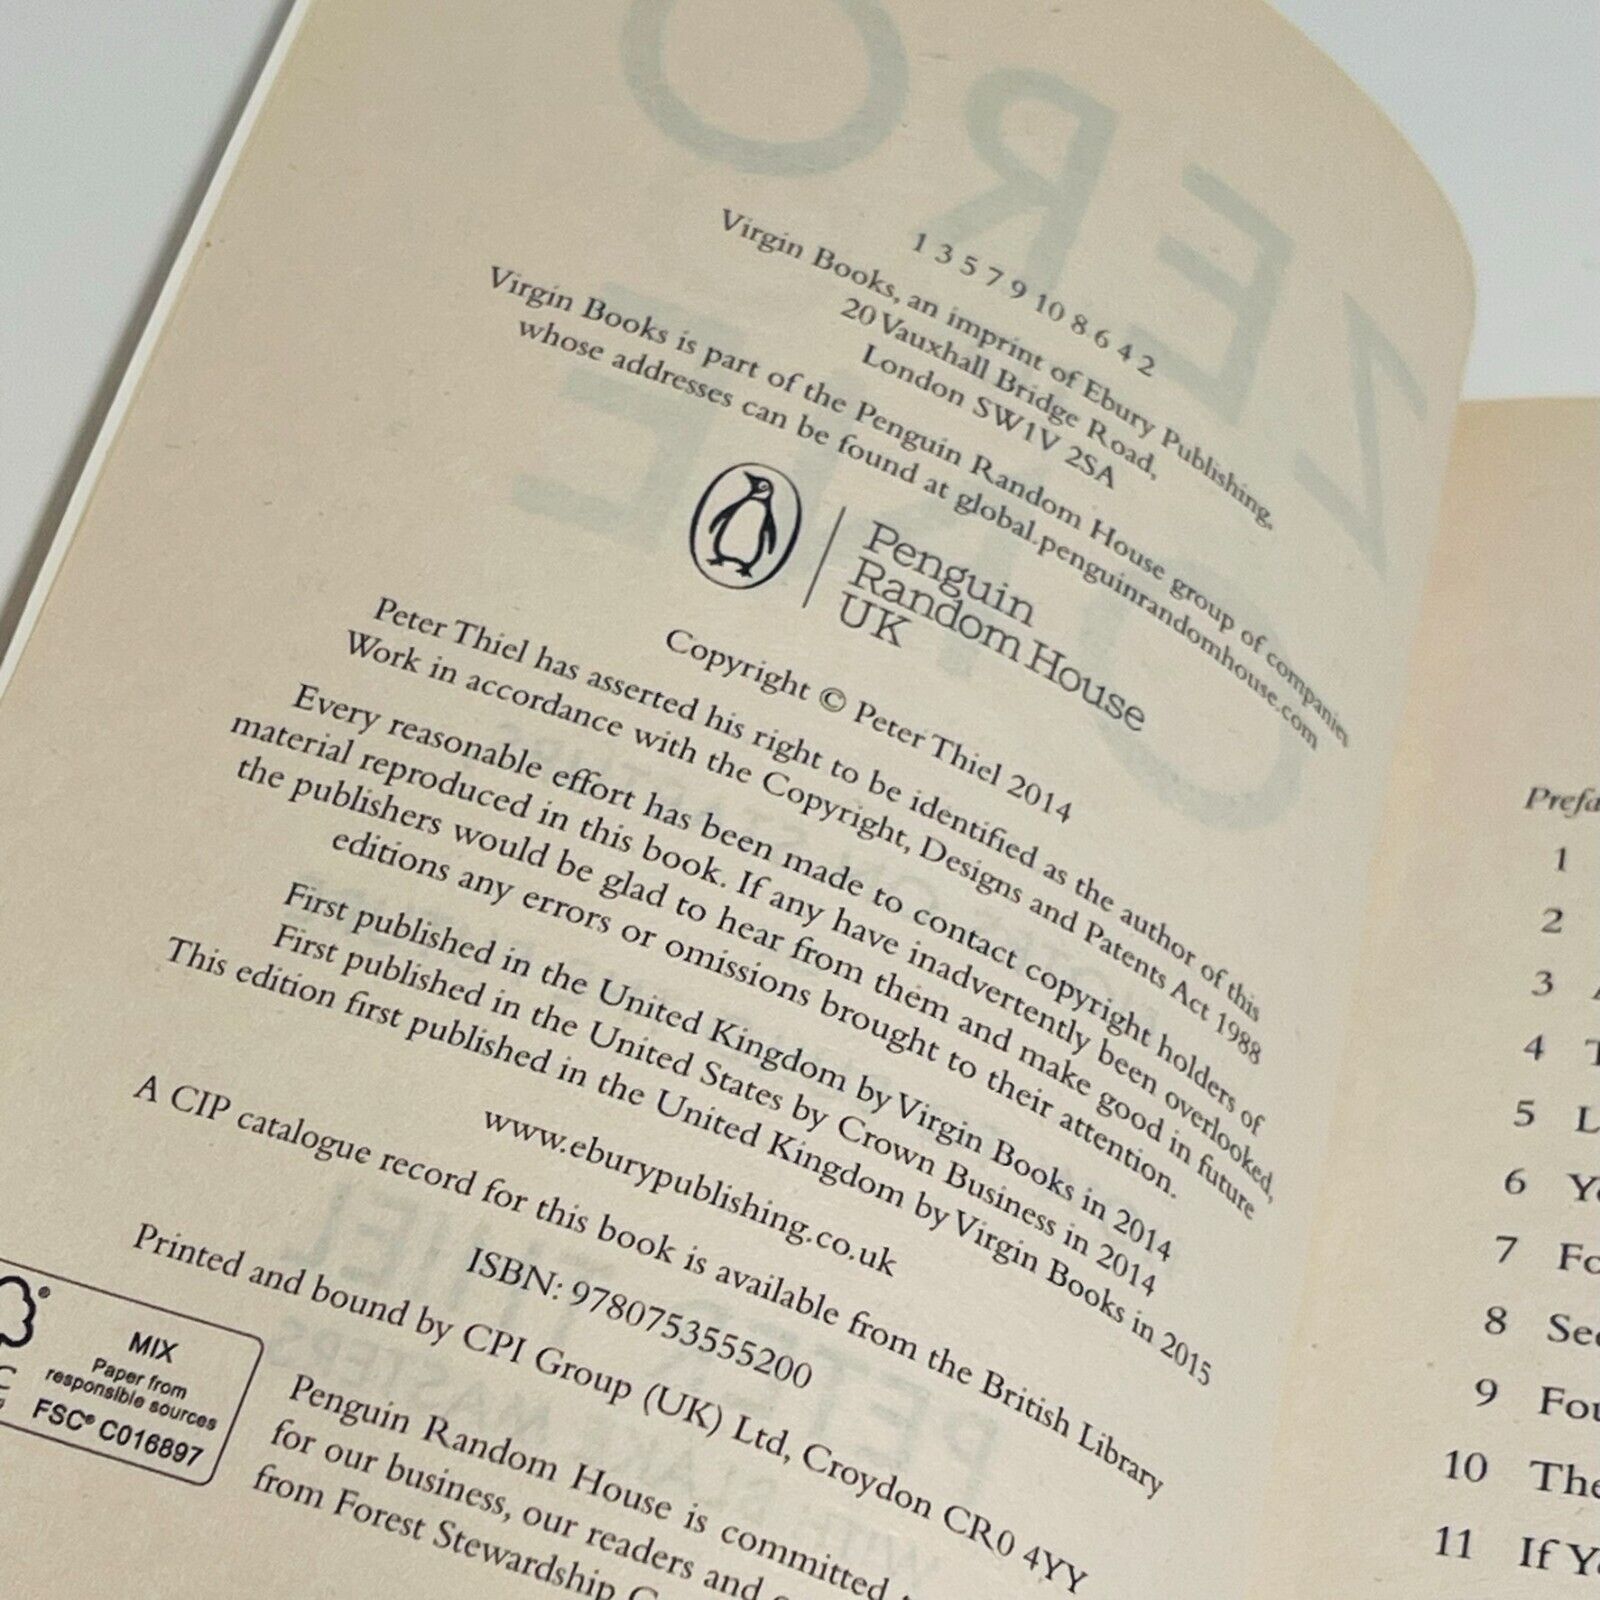 1 3 5 7 9 10 8 6 4 2
Virgin Books, an imprint of Ebury Publishing,
20 Vauxhall Bridge Road,
London SW1V 2SA
Virgin Books is part of the Penguin Random House group of companies
whose addresses can be found at global.penguinrandomhouse.com
Penguin
Random House
UK
Copyright © Peter Thiel 2014
Peter Thiel has asserted his right to be identified as the author of this
Work in accordance with the Copyright, Designs and Patents Act 1988
Every reasonable effort has been made to contact copyright holders of
material reproduced in this book. If any have inadvertently been overlooked,
the publishers would be glad to hear from them and make good in future
editions any errors or omissions brought to their attention.
First published in the United Kingdom by Virgin Books in 2014
First published in the United States by Crown Business in 2014
This edition first published in the United Kingdom by Virgin Books in 2015
www.eburypublishing.co.uk
A CIP catalogue record for this book is available from the British Library
ISBN: 9780753555200
Printed and bound by CPI Group (UK) Ltd, Croydon CR0 4YY
MIX
Paper from
responsible sources
FSC® C016897
Penguin Random House is committed
for our business, our readers and
from Forest Stewardship C
Prefa
1
2
3
4 T
5 L
6 Yo
7 Fo
8 Sec
9 Fou
10 The
11 If Yo